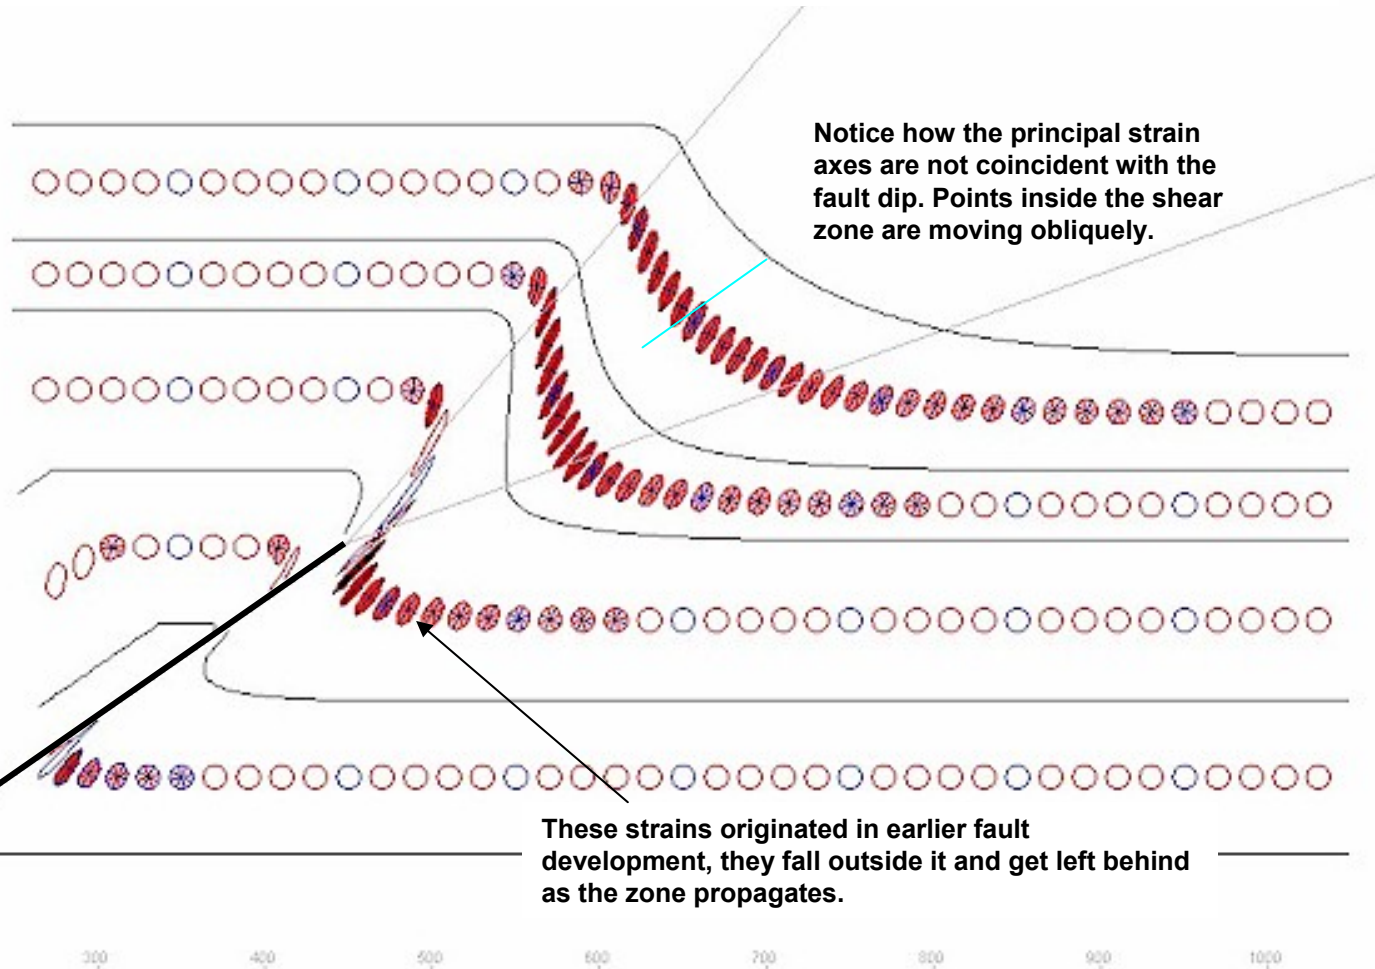 Notice how the principal strain
axes are not coincident with the
fault dip. Points inside the shear
zone are moving obliquely.
These strains originated in earlier fault
development, they fall outside it and get left behind
as the zone propagates.
300 400 500 600 700 800 900 1000